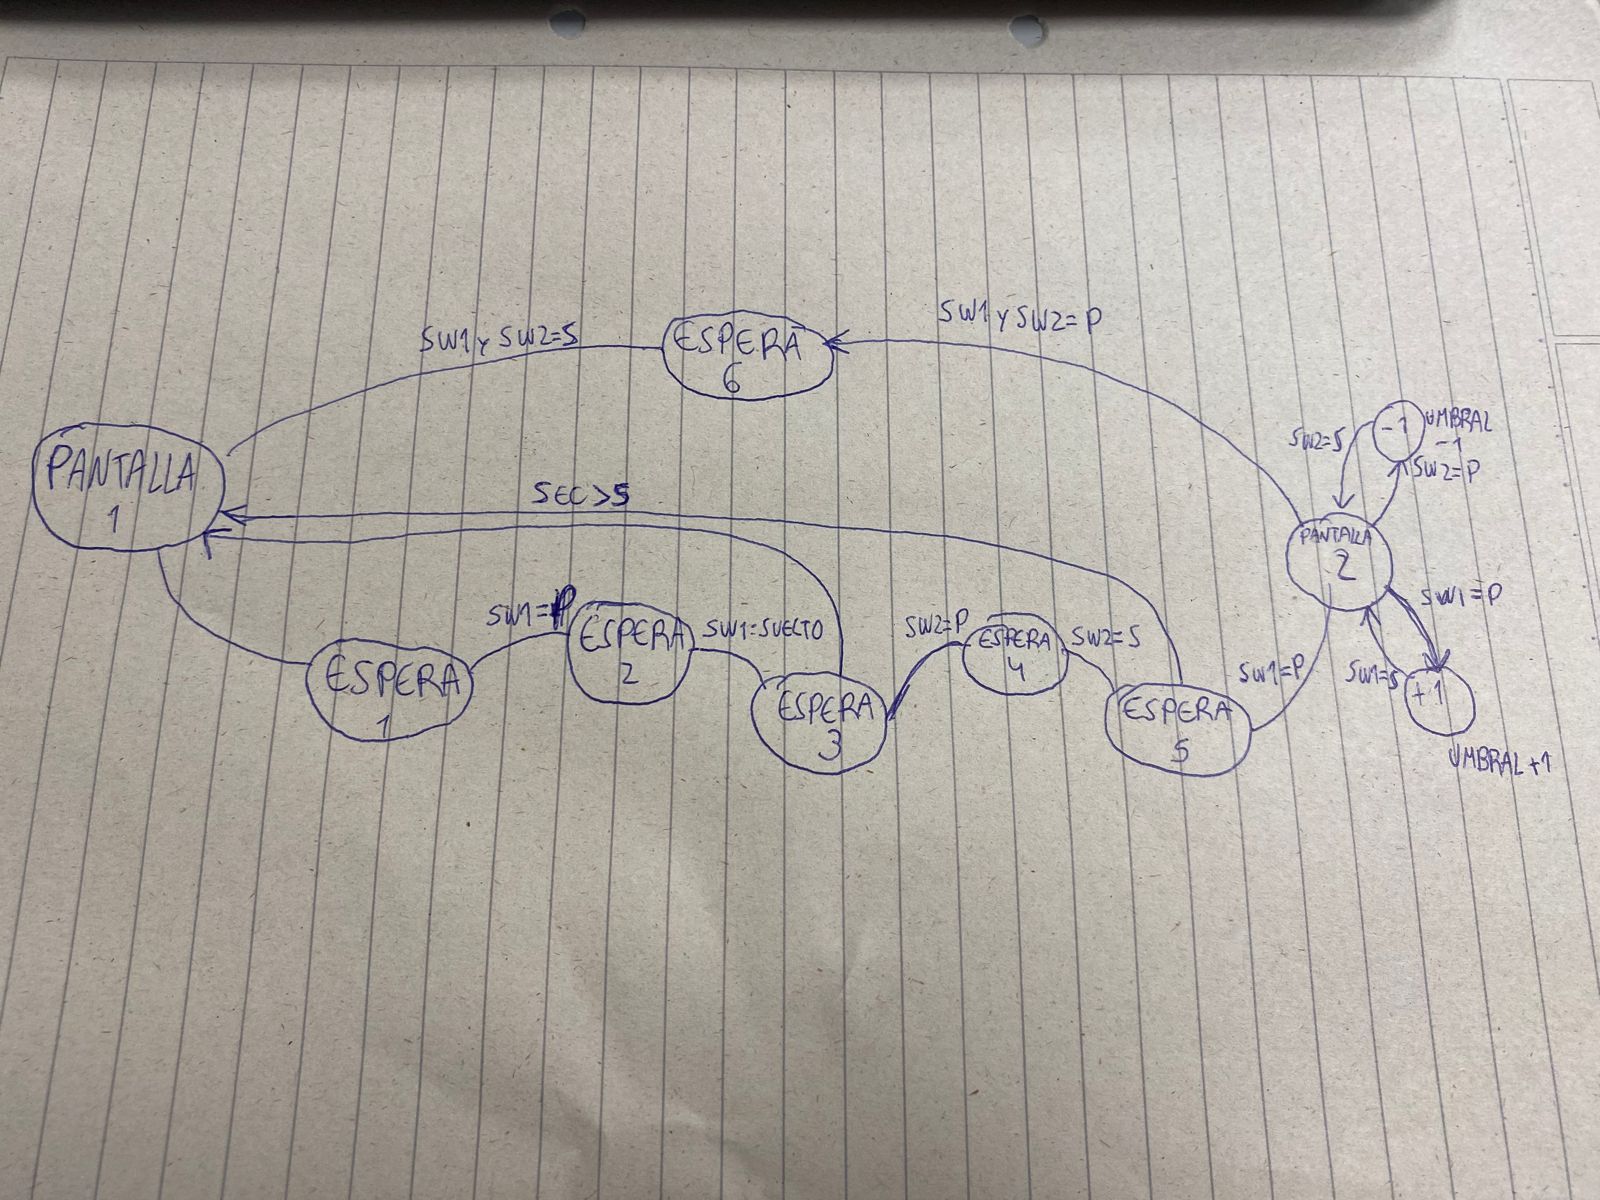 SW1 Y SW2=P
SW1 Y SW2=S
ESPERA
6
UMBRAL
-1
-1
SW2=S
SW2=P
PANTALLA
1
SEC>5
PANTALLA
2
SW1=P
SW1=P
ESPERA
2
SW1=SUELTO
SW2=P
ESPERA
4
SW2=S
ESPERA
1
SW1=P
SW1=S
+1
ESPERA
3
ESPERA
5
UMBRAL+1